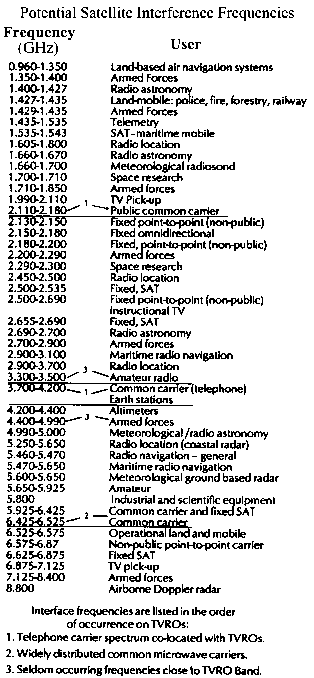 Potential Satellite Interference Frequencies
Frequency (GHz) User
0.960-1.350 Land-based air navigation systems
1.350-1.400 Armed Forces
1.400-1.427 Radio astronomy
1.427-1.435 Land-mobile: police, fire, forestry, railway
1.429-1.435 Armed Forces
1.435-1.535 Telemetry
1.535-1.543 SAT-maritime mobile
1.605-1.800 Radio location
1.660-1.670 Radio astronomy
1.660-1.700 Meteorological radiosond
1.700-1.710 Space research
1.710-1.850 Armed forces
1.990-2.110 TV Pick-up
2.110-2.180 1 Public common carrier
2.130-2.150 Fixed point-to-point (non-public)
2.150-2.180 Fixed omnidirectional
2.180-2.200 Fixed, point-to-point (non-public)
2.200-2.290 Armed forces
2.290-2.300 Space research
2.450-2.500 Radio location
2.500-2.535 Fixed, SAT
2.500-2.690 Fixed point-to-point (non-public)
Instructional TV
2.655-2.690 Fixed, SAT
2.690-2.700 Radio astronomy
2.700-2.900 Armed forces
2.900-3.100 Maritime radio navigation
2.900-3.700 Radio location
3.300-3.500 3 Amateur radio
3.700-4.200 1 Common carrier (telephone)
Earth stations
4.200-4.400 Altimeters
4.400-4.990 3 Armed forces
4.990-5.000 Meteorological/radio astronomy
5.250-5.650 Radio location (coastal radar)
5.460-5.470 Radio navigation - general
5.470-5.650 Maritime radio navigation
5.600-5.650 Meteorological ground based radar
5.650-5.925 Amateur
5.800 Industrial and scientific equipment
5.925-6.425 Common carrier and fixed SAT
6.425-6.525 2 Common carrier
6.525-6.575 Operational land and mobile
6.575-6.87 Non-public point-to-point carrier
6.625-6.875 Fixed SAT
6.875-7.125 TV pick-up
7.125-8.400 Armed forces
8.800 Airborne Doppler radar
Interface frequencies are listed in the order
of occurrence on TVROs:
1. Telephone carrier spectrum co-located with TVROs.
2. Widely distributed common microwave carriers.
3. Seldom occurring frequencies close to TVRO Band.